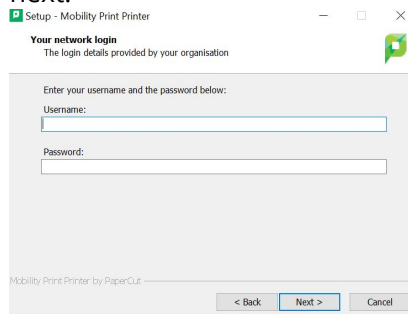 next.
Setup - Mobility Print Printer
Your network login
The login details provided by your organisation
Enter your username and the password below:
Username:
Password:
Mobility Print Printer by PaperCut
< Back Next > Cancel